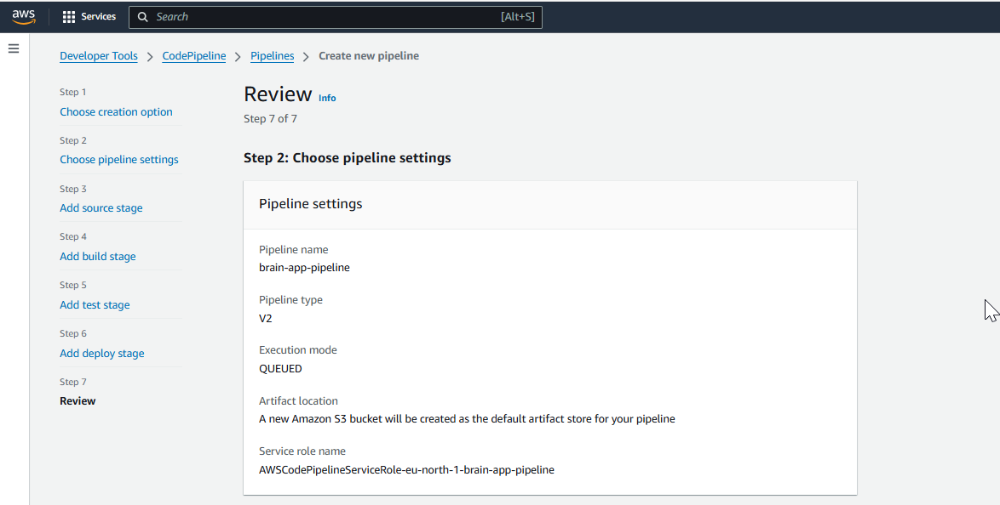 aws
Services
Search
[Alt+S]
Developer Tools > CodePipeline > Pipelines > Create new pipeline
Step 1
Choose creation option
Step 2
Choose pipeline settings
Step 3
Add source stage
Step 4
Add build stage
Step 5
Add test stage
Step 6
Add deploy stage
Step 7
Review
Review Info
Step 7 of 7
Step 2: Choose pipeline settings
Pipeline settings
Pipeline name
brain-app-pipeline
Pipeline type
V2
Execution mode
QUEUED
Artifact location
A new Amazon S3 bucket will be created as the default artifact store for your pipeline
Service role name
AWSCodePipelineServiceRole-eu-north-1-brain-app-pipeline